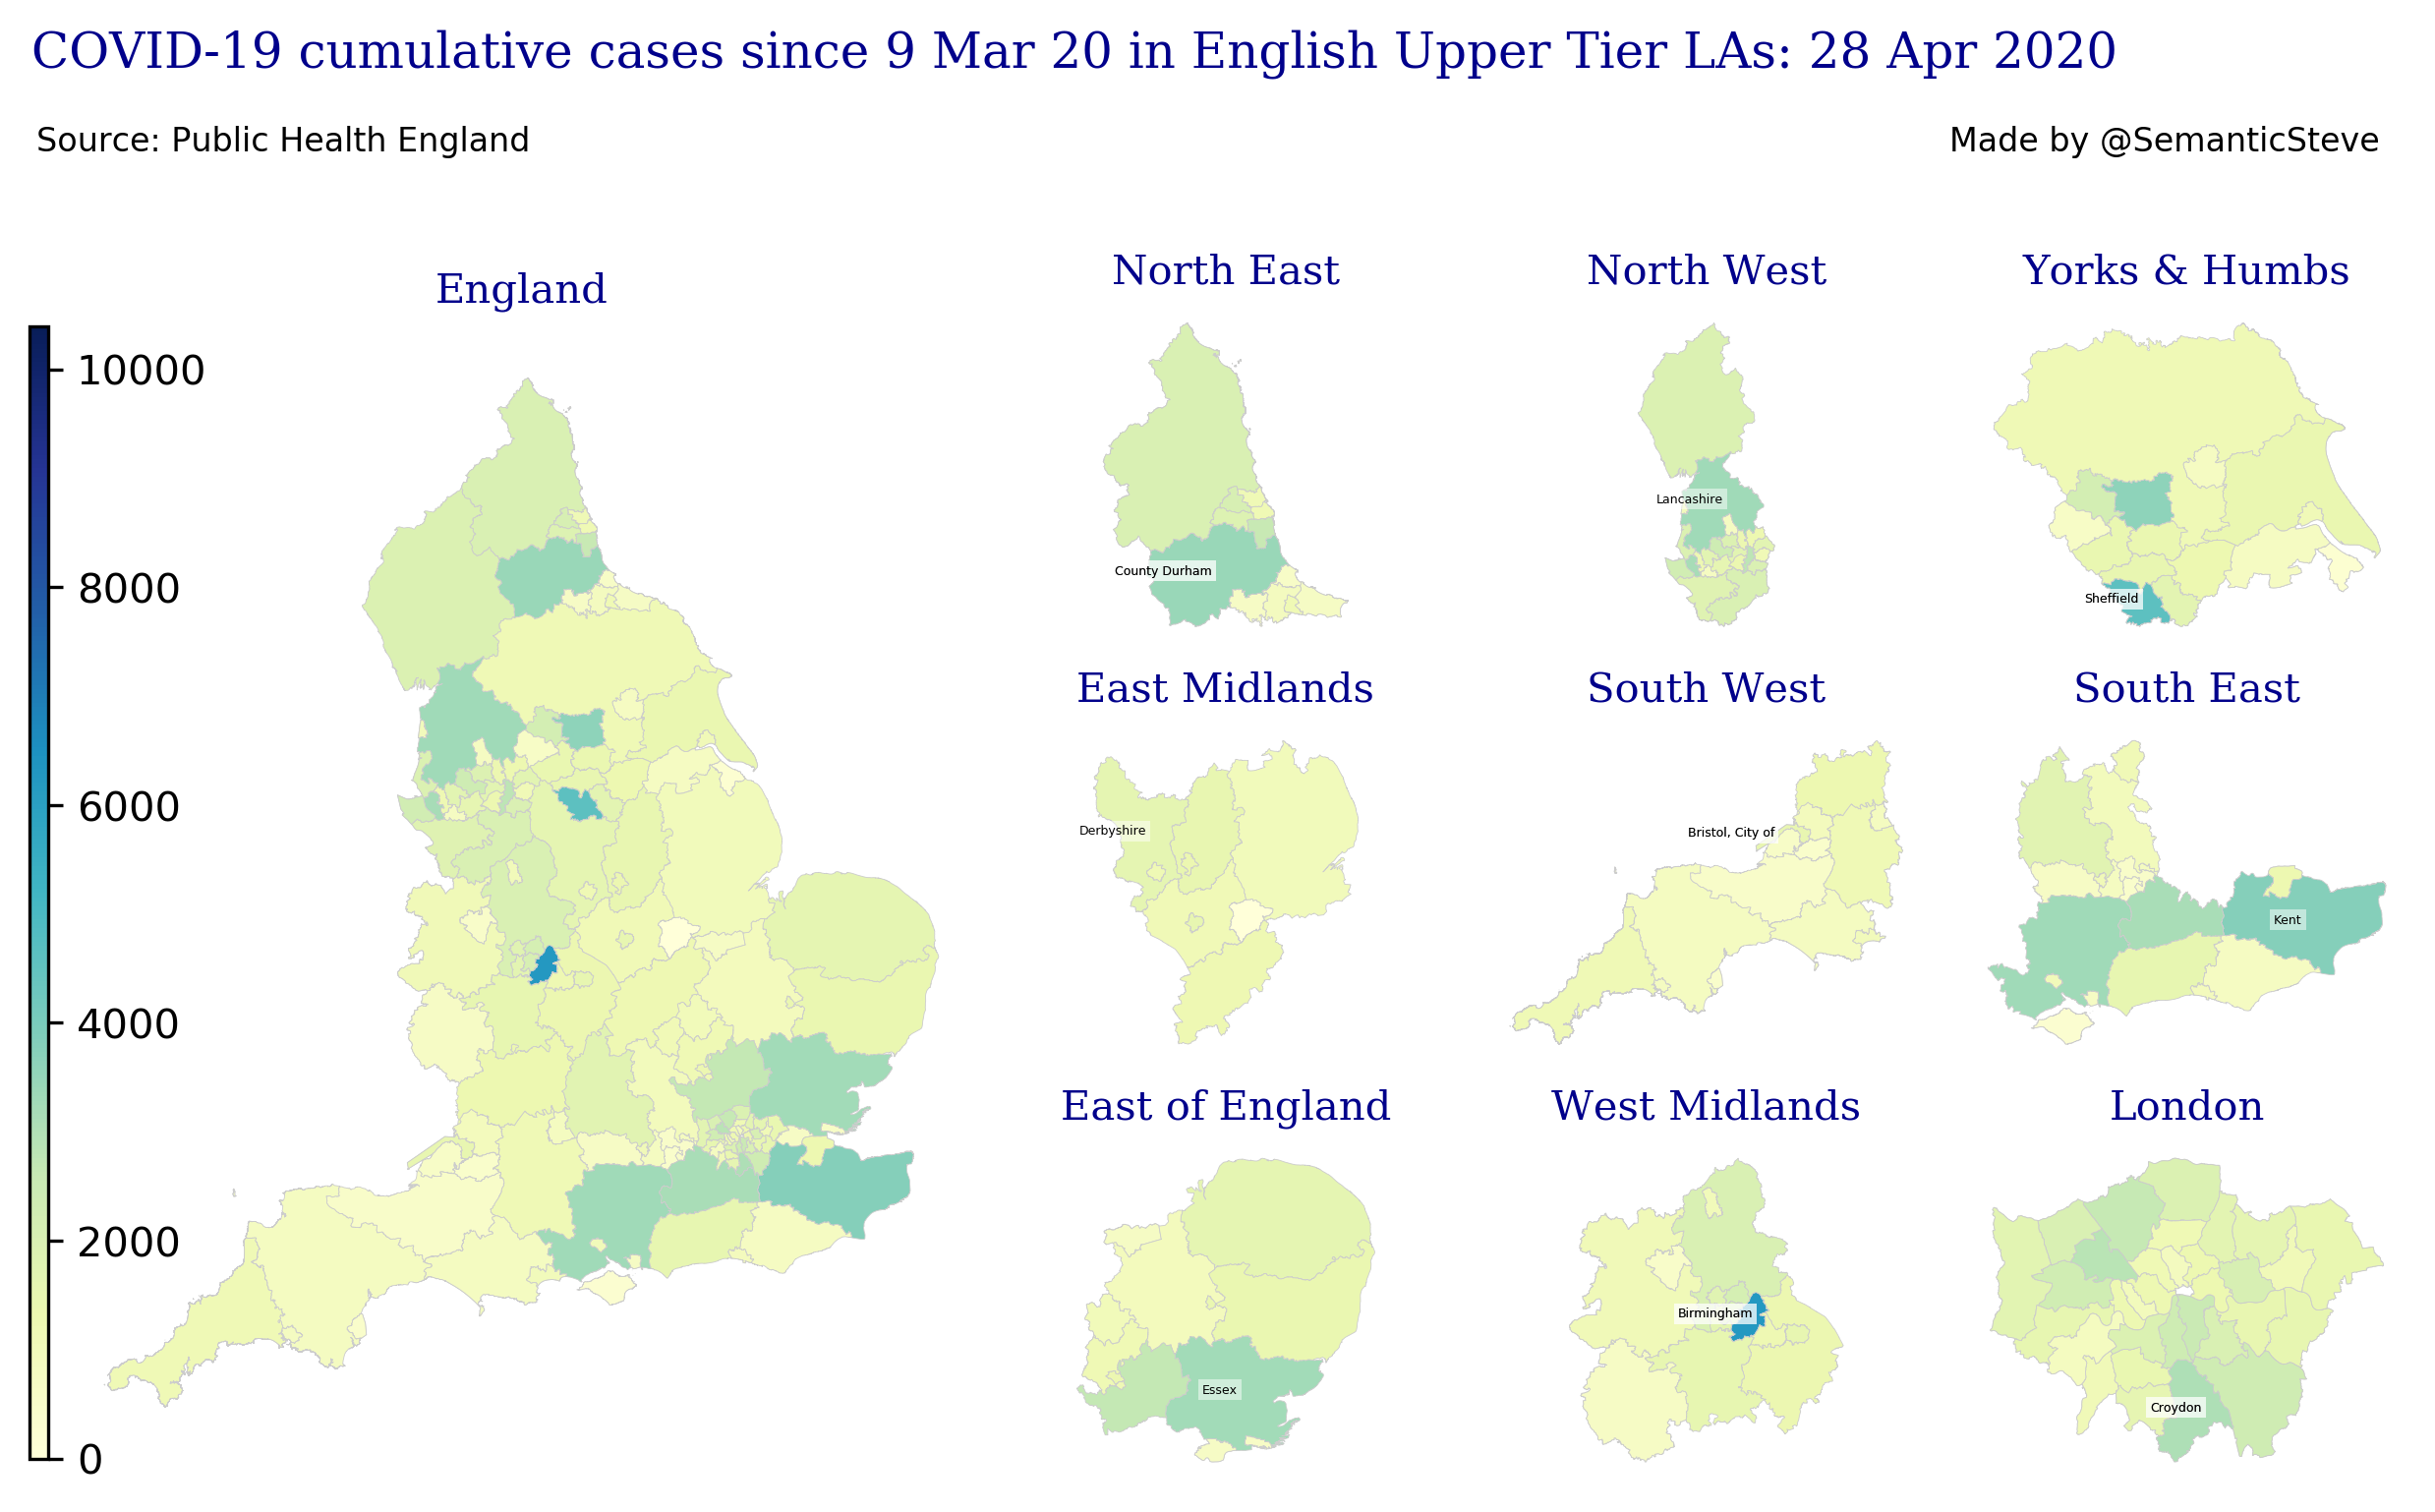 COVID-19 cumulative cases since 9 Mar 20 in English Upper Tier LAs: 28 Apr 2020
Source: Public Health England
Made by @SemanticSteve
England
10000
8000
6000
4000
2000
0
North East
County Durham
North West
Lancashire
Yorks & Humbs
Sheffield
East Midlands
Derbyshire
South West
Bristol, City of
South East
Kent
East of England
Essex
West Midlands
Birmingham
London
Croydon